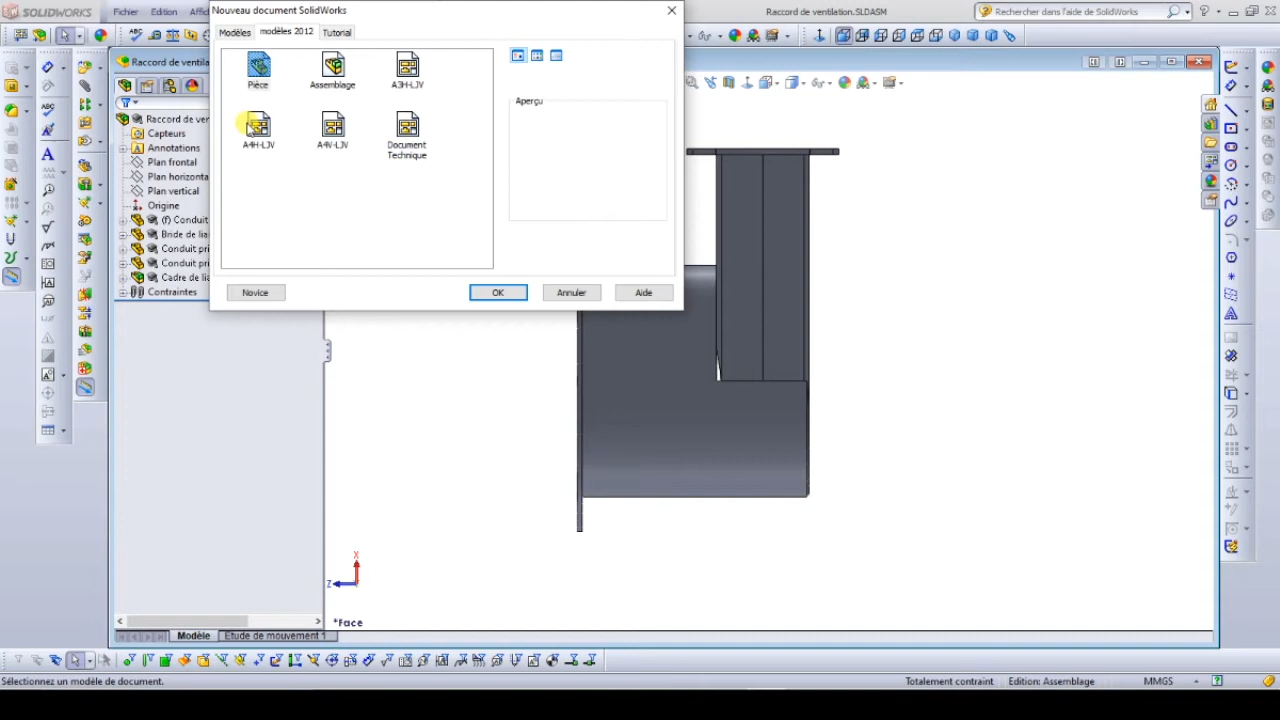 SOLIDWORKS
Fichier
Edition
Affic
Nouveau document SolidWorks
Raccord de ventilation.SLDASM
Rechercher dans l'aide de SolidWorks
Modèles
modèles 2012
Tutorial
Pièce
Assemblage
A3H-LJV
A4H-LJV
A4V-LJV
Document
Technique
Aperçu
Novice
OK
Annuler
Aide
Raccord de ventila
Raccord de ver
Capteurs
Annotations
Plan frontal
Plan horizonta
Plan vertical
Origine
(f) Conduit
Bride de lia
Conduit pri
Conduit pri
Cadre de lia
Contraintes
X
Z
*Face
Modèle
Etude de mouvement 1
Sélectionnez un modèle de document.
Totalement contraint
Edition: Assemblage
MMGS